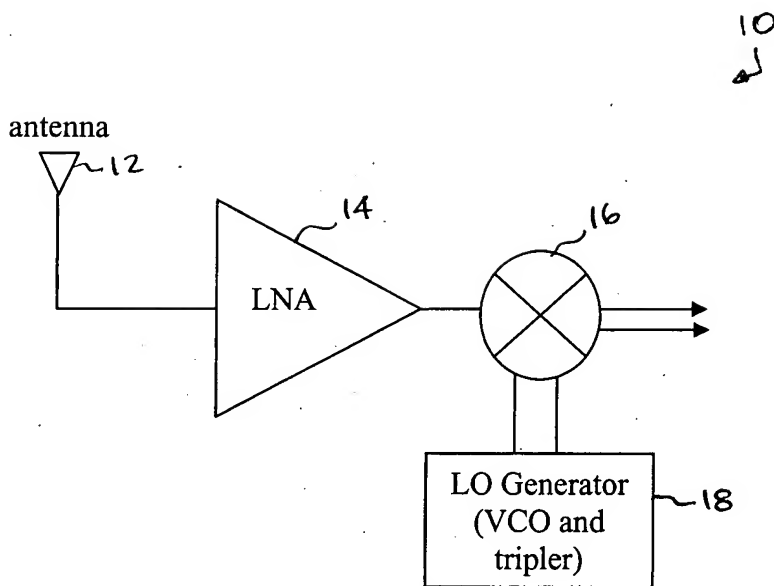 10
antenna
12
14
16
LNA
LO Generator
(VCO and
tripler)
18